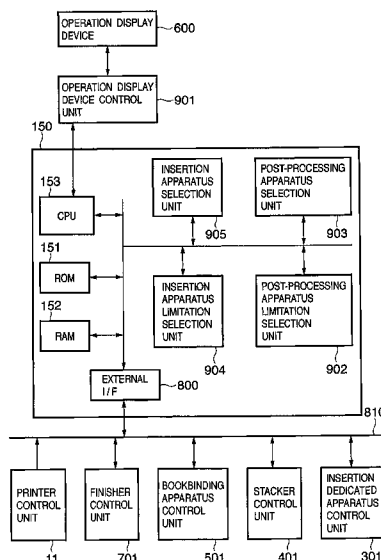 OPERATION DISPLAY
DEVICE
600
OPERATION DISPLAY
DEVICE CONTROL
UNIT
901
150
153
CPU
151
ROM
152
RAM
INSERTION
APPARATUS
SELECTION
UNIT
905
POST-PROCESSING
APPARATUS
SELECTION
UNIT
903
INSERTION
APPARATUS
LIMITATION
SELECTION
UNIT
904
POST-PROCESSING
APPARATUS
LIMITATION
SELECTION
UNIT
902
EXTERNAL
I/F
800
810
PRINTER
CONTROL
UNIT
11
FINISHER
CONTROL
UNIT
701
BOOKBINDING
APPARATUS
CONTROL
UNIT
501
STACKER
CONTROL
UNIT
401
INSERTION
DEDICATED
APPARATUS
CONTROL
UNIT
301